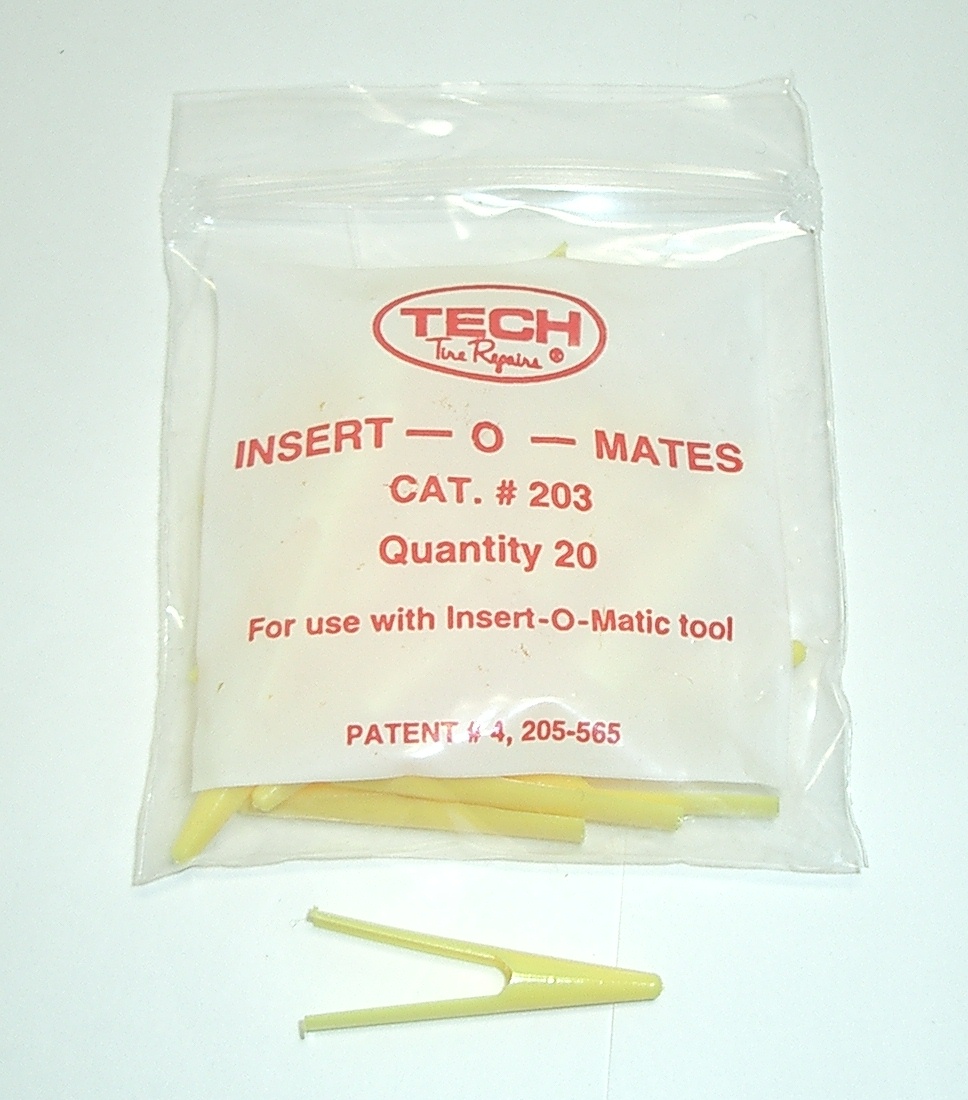 TECH
Tire Repairs ®
INSERT — O — MATES
CAT. # 203
Quantity 20
For use with Insert-O-Matic tool
PATENT # 4, 205-565